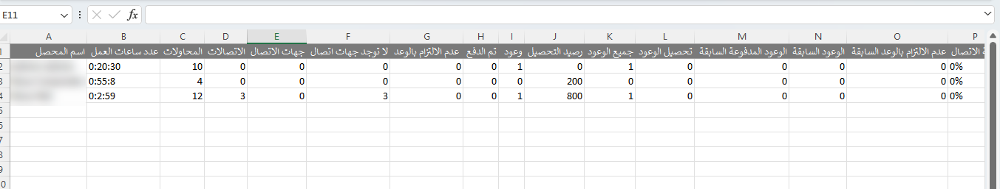 E11 fx
A B C D E F G H I J K L M N O P
1 اسم المحصل عدد ساعات العمل المحاولات الاتصالات جهات الاتصال لا توجد جهات اتصال عدم الالتزام بالوعد تم الدفع وعود رصيد التحصيل جميع الوعود تحصيل الوعود الوعود المدفوعة السابقة الوعود السابقة عدم الالتزام بالوعد السابقة ة الاتصال
2 0:20:30 10 0 0 0 0 0 1 0 1 0 0 0 0 0%
3 0:55:8 4 0 0 0 0 0 0 200 0 0 0 0 0 0%
4 0:2:59 12 3 0 3 0 0 1 800 1 0 0 0 0 0%
5
6
7
8
9
0